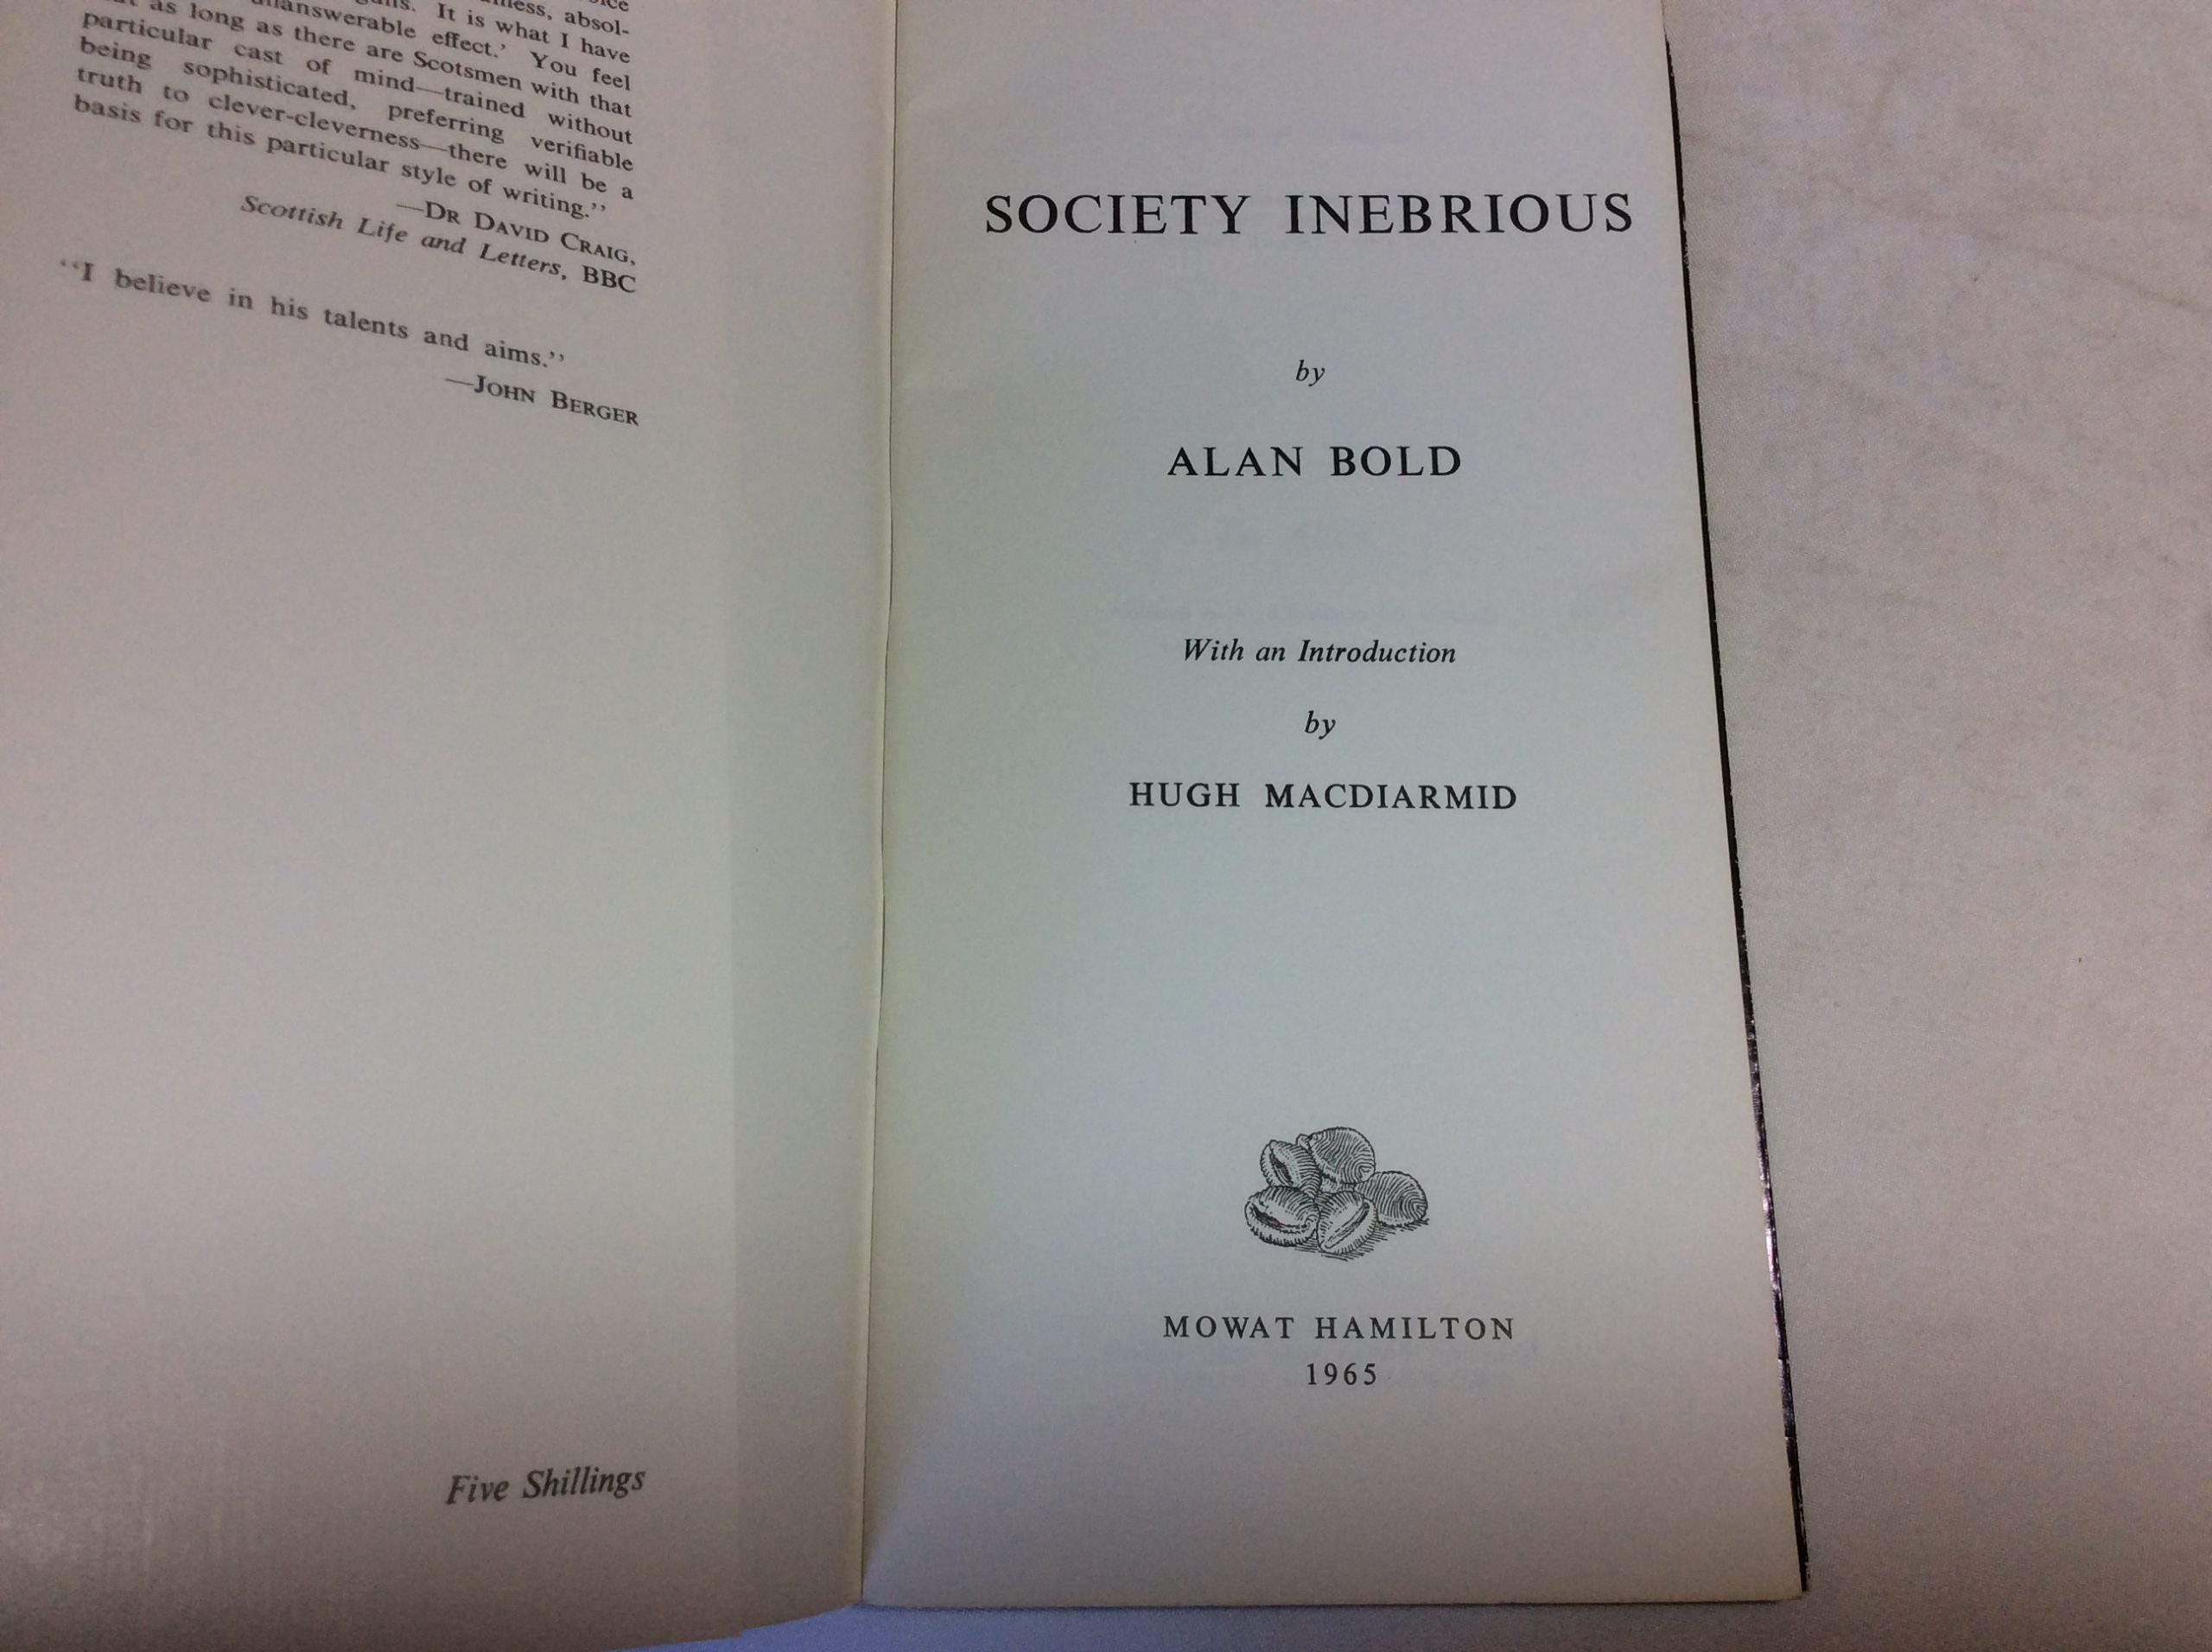 It is what I have
unanswerable effect.' You feel
as long as there are Scotsmen with that
particular cast of mind—trained without
being sophisticated, preferring verifiable
truth to clever-cleverness—there will be a
basis for this particular style of writing.''
—DR DAVID CRAIG,
Scottish Life and Letters, BBC
''I believe in his talents and aims.''
—JOHN BERGER
Five Shillings
SOCIETY INEBRIOUS
by
ALAN BOLD
With an Introduction
by
HUGH MACDIARMID
MOWAT HAMILTON
1965